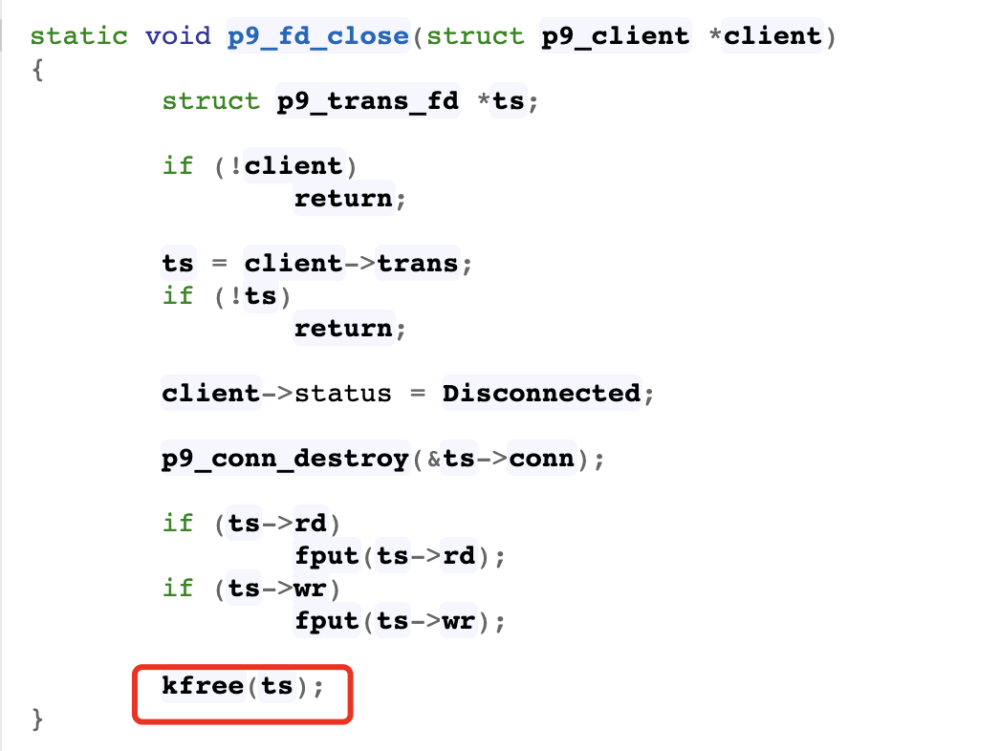 static void p9_fd_close(struct p9_client *client)
{
        struct p9_trans_fd *ts;
        if (!client)
                return;
        ts = client->trans;
        if (!ts)
                return;
        client->status = Disconnected;
        p9_conn_destroy(&ts->conn);
        if (ts->rd)
                fput(ts->rd);
        if (ts->wr)
                fput(ts->wr);
        kfree(ts);
}